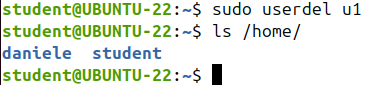 student@UBUNTU-22:~$ sudo userdel u1
student@UBUNTU-22:~$ ls /home/
daniele  student
student@UBUNTU-22:~$